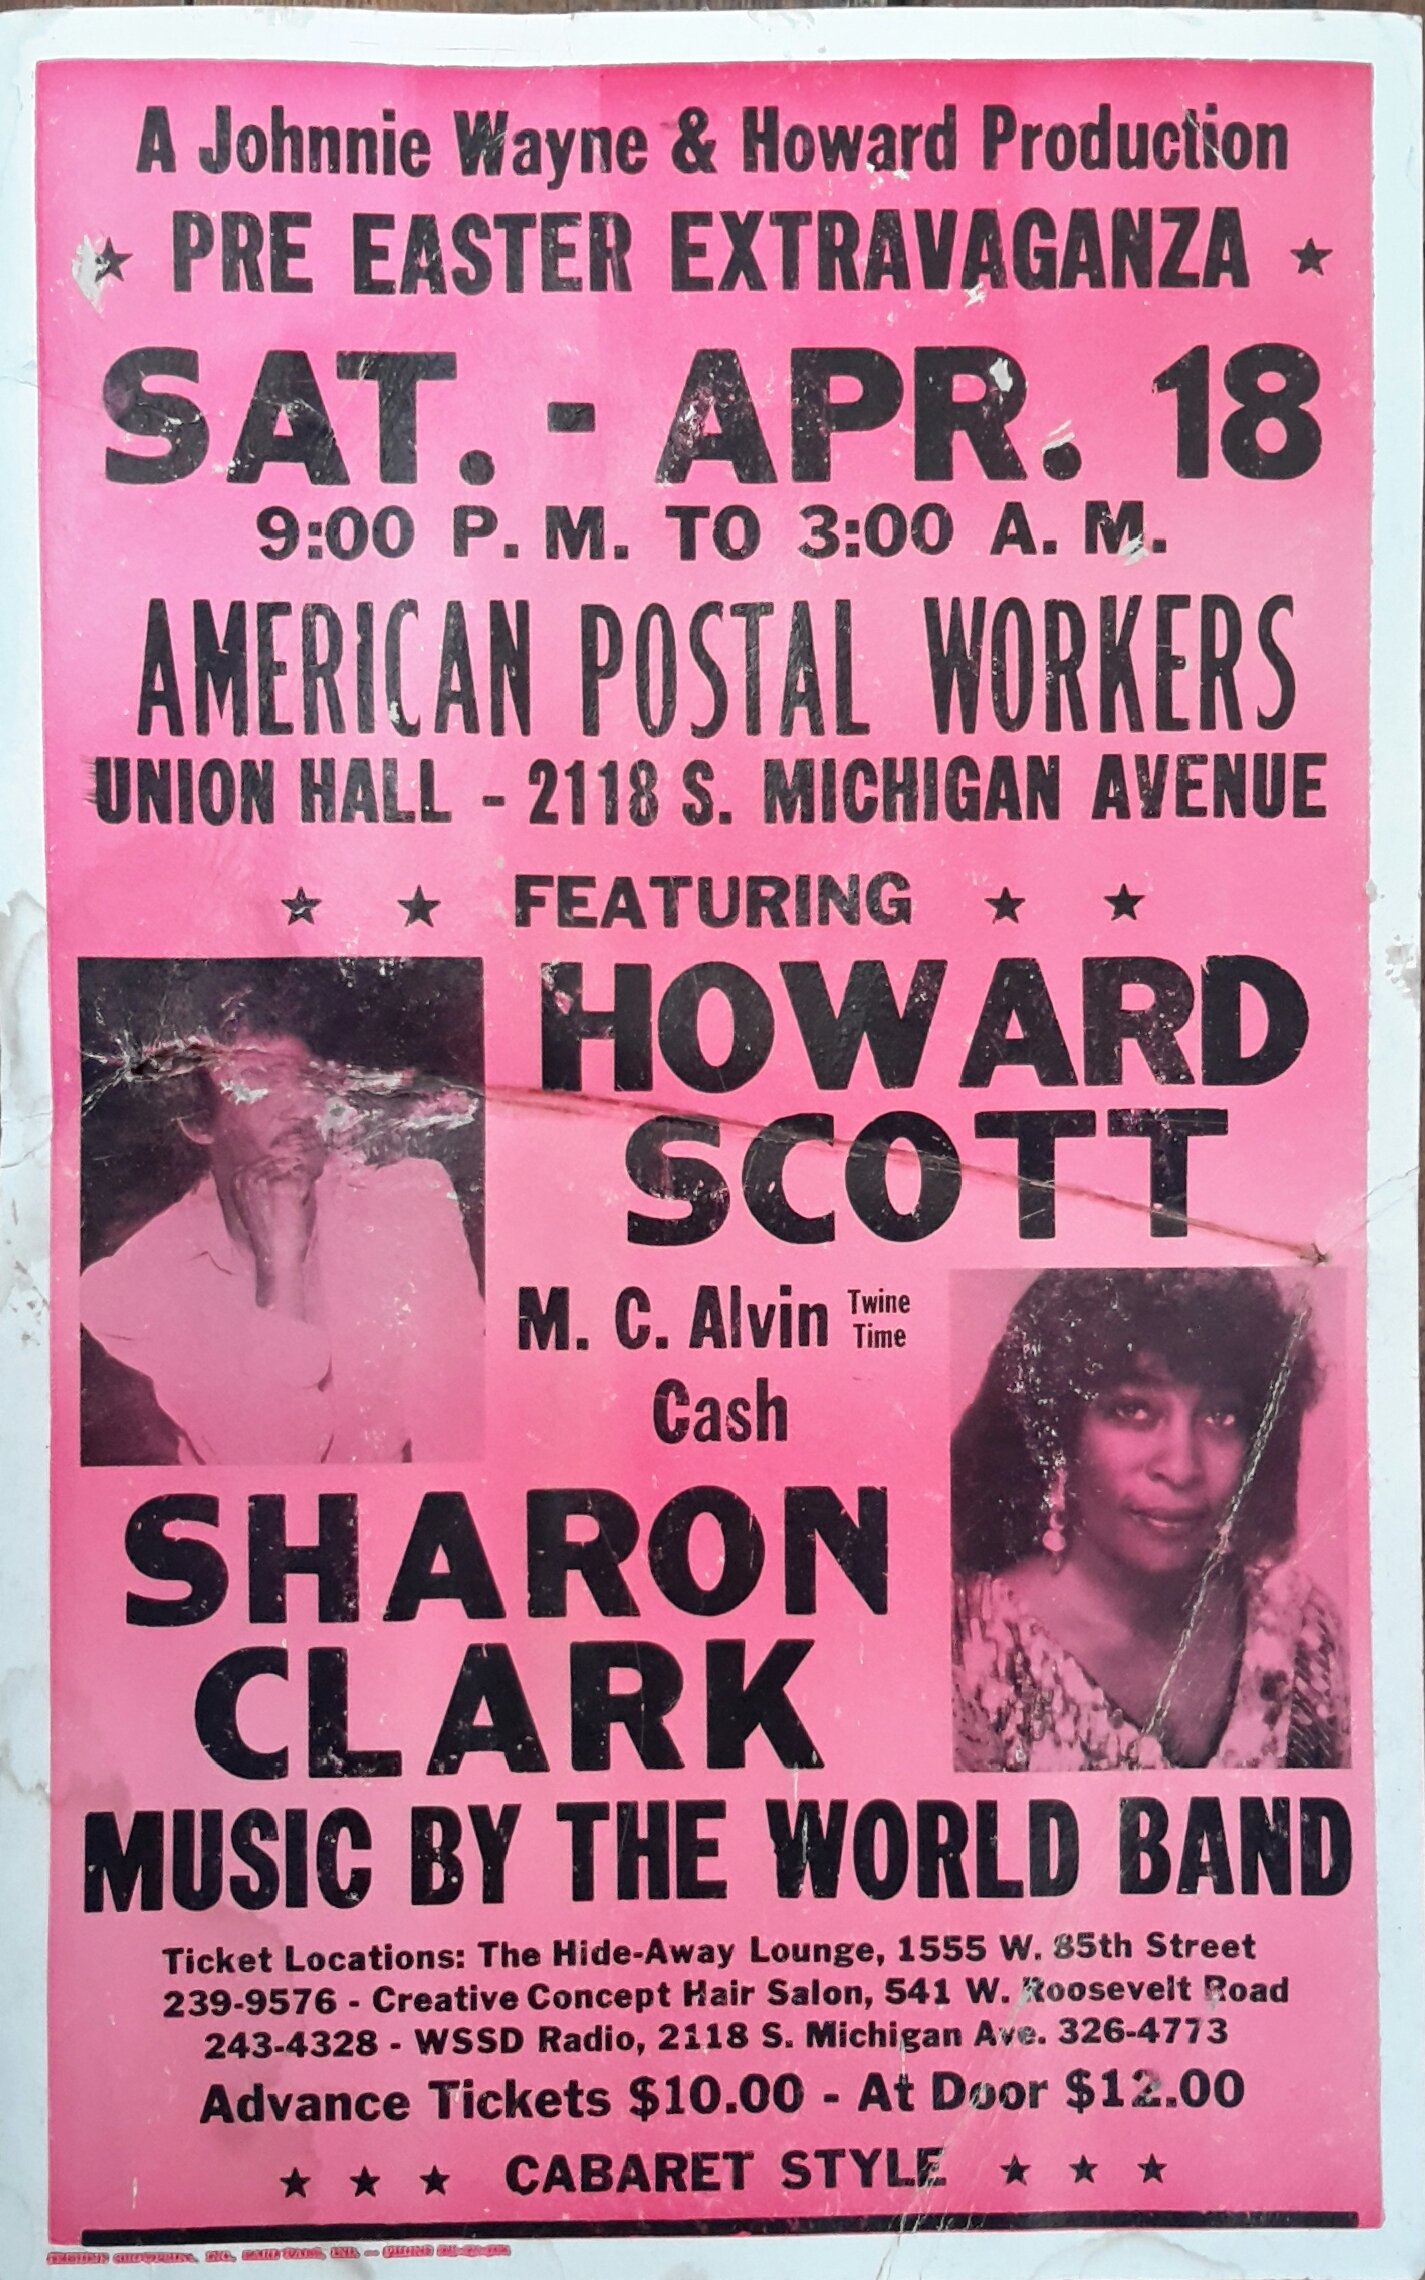 A Johnnie Wayne & Howard Production
★ PRE EASTER EXTRAVAGANZA ★
SAT. - APR. 18
9:00 P. M. TO 3:00 A. M.
AMERICAN POSTAL WORKERS
UNION HALL - 2118 S. MICHIGAN AVENUE
★ ★ FEATURING ★ ★
HOWARD
SCOTT
M. C. Alvin Twine Time
Cash
SHARON
CLARK
MUSIC BY THE WORLD BAND
Ticket Locations: The Hide-Away Lounge, 1555 W. 85th Street
239-9576 - Creative Concept Hair Salon, 541 W. Roosevelt Road
243-4328 - WSSD Radio, 2118 S. Michigan Ave. 326-4773
Advance Tickets $10.00 - At Door $12.00
★ ★ ★ CABARET STYLE ★ ★ ★